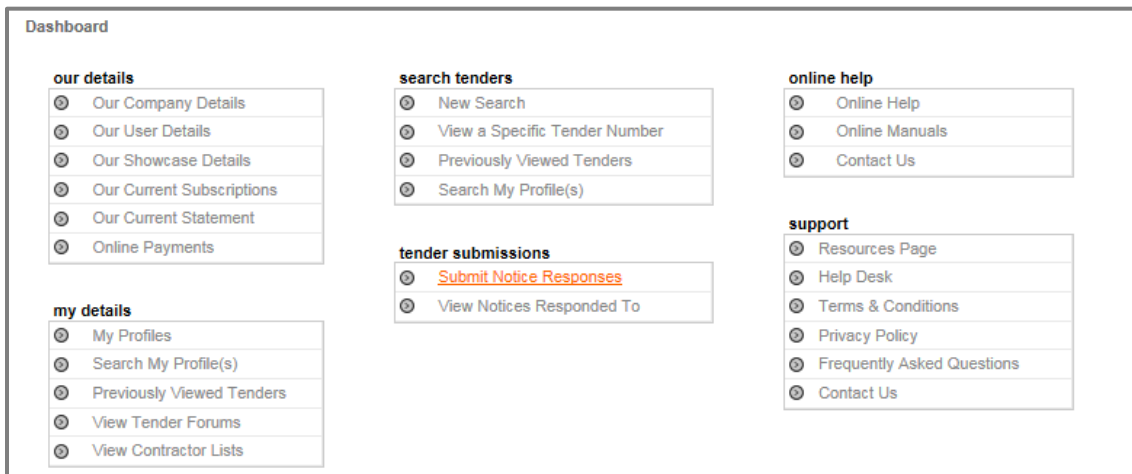 Dashboard
our details
Our Company Details
Our User Details
Our Showcase Details
Our Current Subscriptions
Our Current Statement
Online Payments
my details
My Profiles
Search My Profile(s)
Previously Viewed Tenders
View Tender Forums
View Contractor Lists
search tenders
New Search
View a Specific Tender Number
Previously Viewed Tenders
Search My Profile(s)
tender submissions
Submit Notice Responses
View Notices Responded To
online help
Online Help
Online Manuals
Contact Us
support
Resources Page
Help Desk
Terms & Conditions
Privacy Policy
Frequently Asked Questions
Contact Us